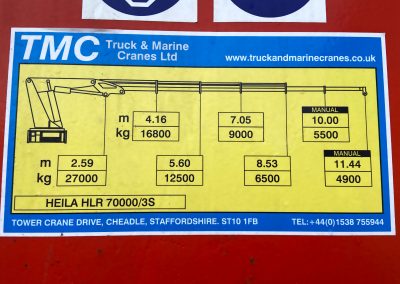 TMC Truck & Marine
Cranes Ltd
www.truckandmarinecranes.co.uk
MANUAL
m 4.16 7.05 10.00
kg 16800 9000 5500
MANUAL
m 2.59 5.60 8.53 11.44
kg 27000 12500 6500 4900
HEILA HLR 70000/3S
TOWER CRANE DRIVE, CHEADLE, STAFFORDSHIRE. ST10 1FB TEL:+44(0)1538 755944